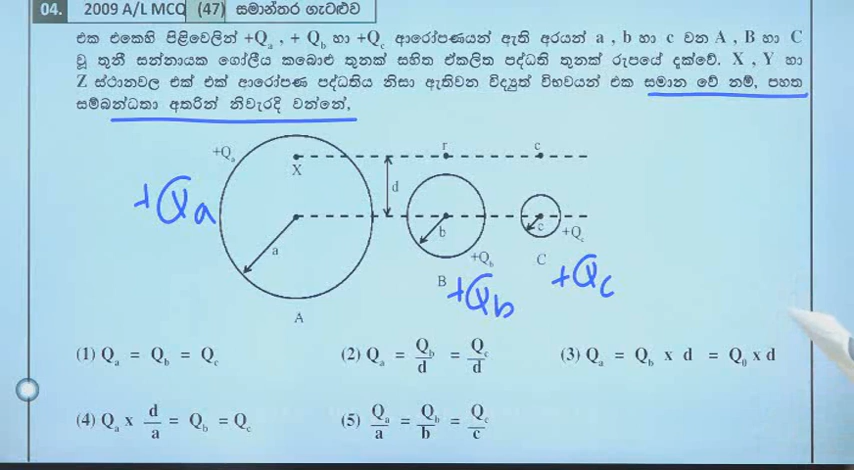 04. 2009 A/L MCQ (47) සමාන්තර ගැටළුව
එක එකෙහි පිළිවෙලින් +Qa , + Qb හා +Qc ආරෝපණයන් ඇති අරයන් a , b හා c වන A , B හා C
වූ තුනී සන්නායක ගෝලීය කබොළු තුනක් සහිත ඒකලිත පද්ධති තුනක් රූපයේ දක්වේ. X , Y හා
Z ස්ථානවල එක් එක් ආරෝපණ පද්ධතිය නිසා ඇතිවන විද්‍යුත් විභවයන් එක සමාන වේ නම්, පහත
සම්බන්ධතා අතරින් නිවැරදි වන්නේ,
+Qa
X
r
c
d
+Qa
a
b
c
+Qc
+Qb
C
B
+Qc
+Qb
A
(1) Qa = Qb = Qc
(2) Qa = Qb/d = Qc/d
(3) Qa = Qb x d = Q0 x d
(4) Qa x d/a = Qb = Qc
(5) Qa/a = Qb/b = Qc/c